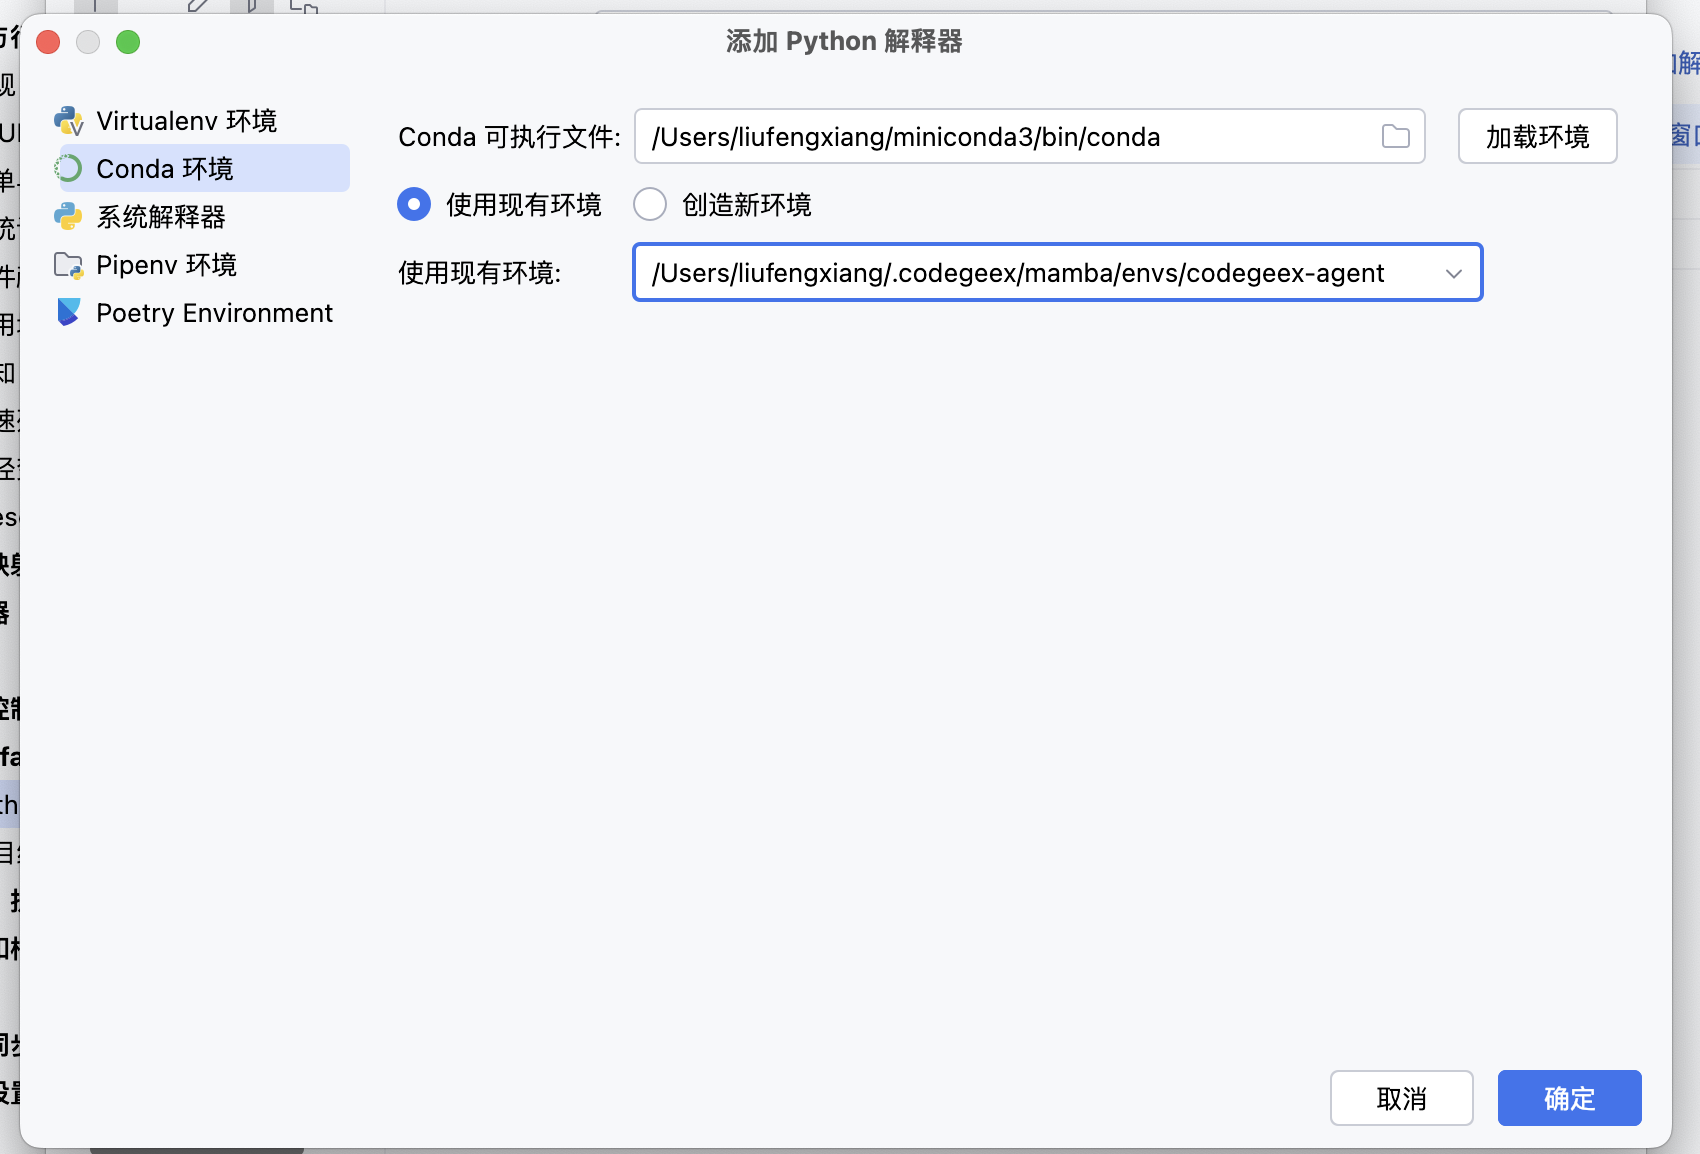 添加 Python 解释器
Virtualenv 环境
Conda 环境
系统解释器
Pipenv 环境
Poetry Environment
Conda 可执行文件: /Users/liufengxiang/miniconda3/bin/conda 加载环境
使用现有环境 创造新环境
使用现有环境: /Users/liufengxiang/.codegeex/mamba/envs/codegeex-agent
取消 确定